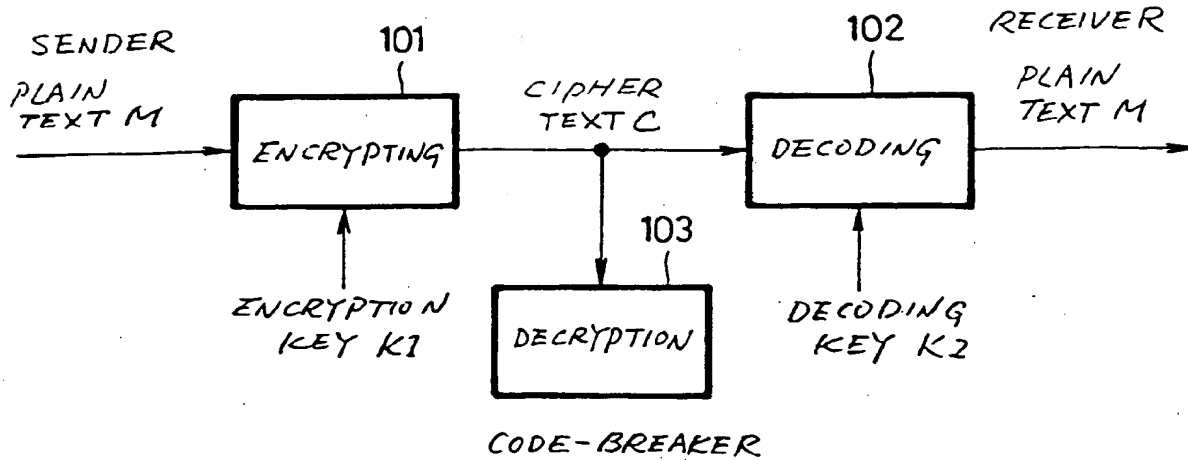 SENDER
PLAIN
TEXT M
101
ENCRYPTING
ENCRYPTION
KEY K1
CIPHER
TEXT C
103
DECRYPTION
CODE-BREAKER
102
DECODING
DECODING
KEY K2
RECEIVER
PLAIN
TEXT M